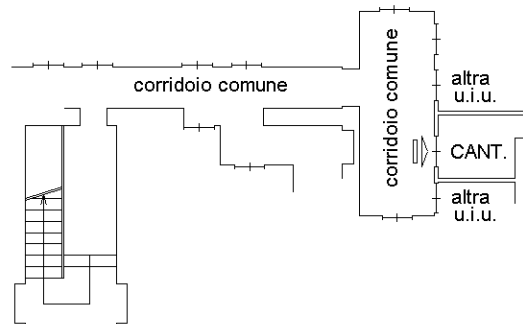 corridoio comune
corridoio comune
altra
u.i.u.
CANT.
altra
u.i.u.